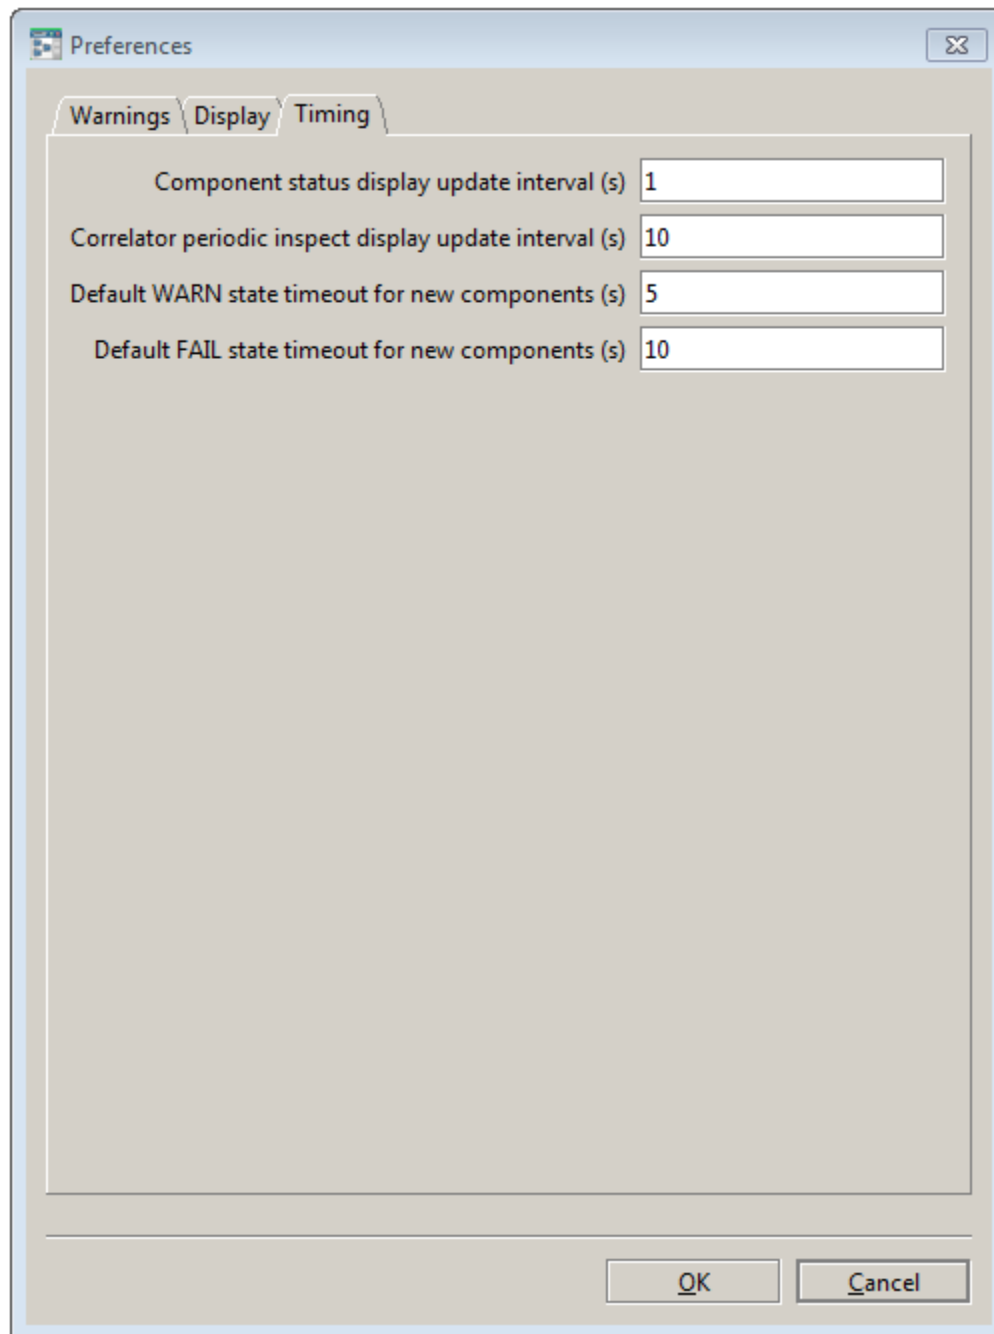 Preferences
Warnings Display Timing
Component status display update interval (s) 1
Correlator periodic inspect display update interval (s) 10
Default WARN state timeout for new components (s) 5
Default FAIL state timeout for new components (s) 10
OK Cancel